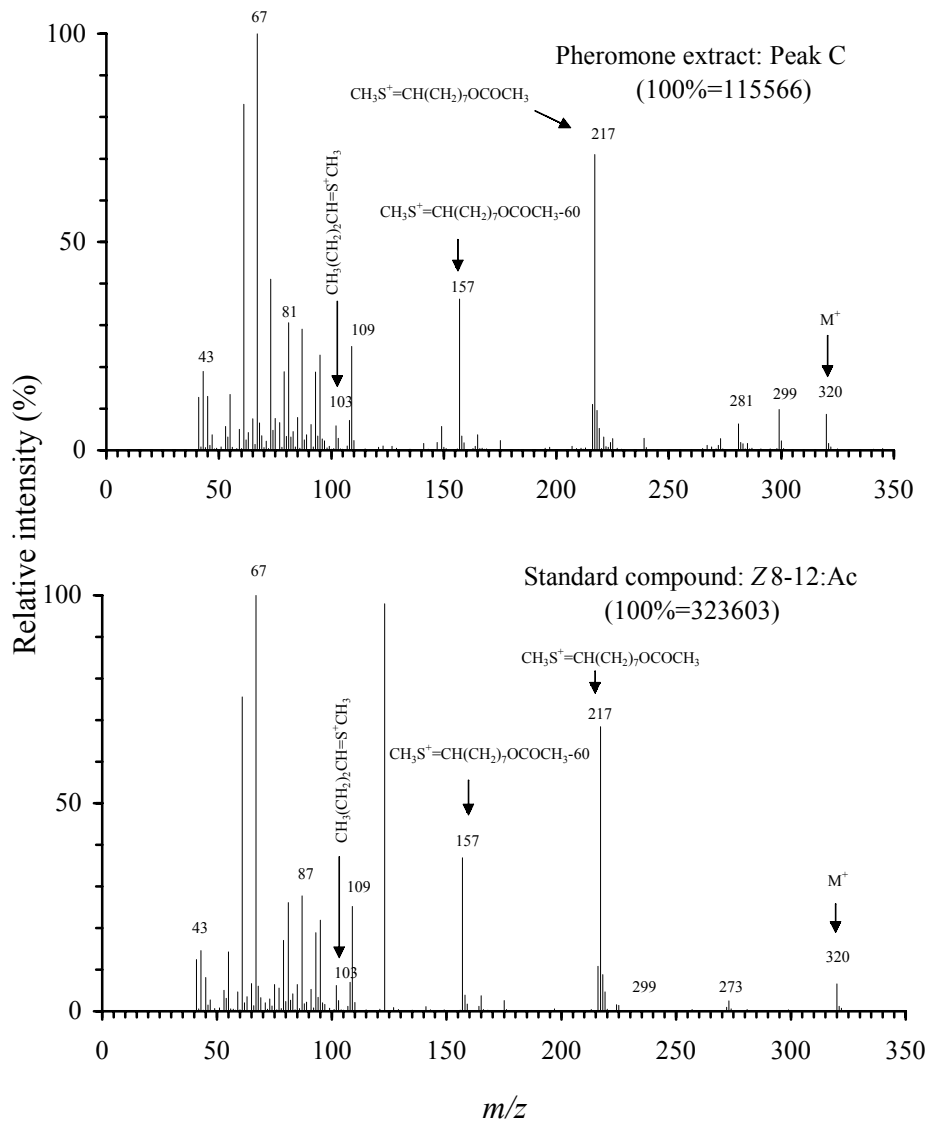 Relative intensity (%)
Pheromone extract: Peak C
(100%=115566)
100
50
0
67
CH₃S⁺=CH(CH₂)₇OCOCH₃
217
CH₃(CH₂)₂CH=S⁺CH₃
CH₃S⁺=CH(CH₂)₇OCOCH₃-60
157
43
81
109
103
M⁺
320
281
299
0 50 100 150 200 250 300 350
Standard compound: Z8-12:Ac
(100%=323603)
100
50
0
67
CH₃S⁺=CH(CH₂)₇OCOCH₃
217
CH₃(CH₂)₂CH=S⁺CH₃
CH₃S⁺=CH(CH₂)₇OCOCH₃-60
157
43
87
109
103
M⁺
320
299
273
0 50 100 150 200 250 300 350
m/z